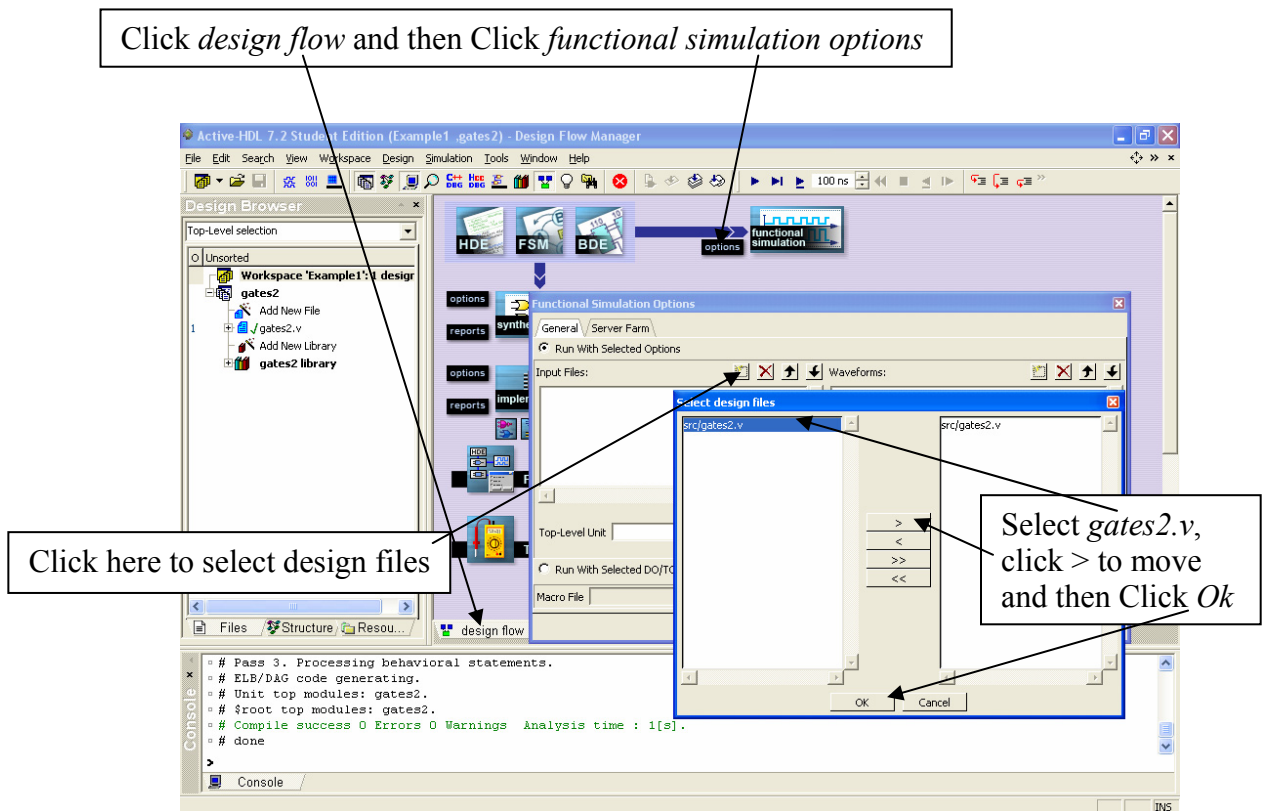 Click design flow and then Click functional simulation options
Active-HDL 7.2 Student Edition (Example1 ,gates2) - Design Flow Manager
File Edit Search View Workspace Design Simulation Tools Window Help
100 ns
Design Browser
Top-Level selection
O Unsorted
Workspace 'Example1': 1 desigr
gates2
Add New File
1 gates2.v
Add New Library
gates2 library
HDE FSM BDE
options
functional
simulation
options
reports
synthe
options
reports
impler
Functional Simulation Options
General Server Farm
Run With Selected Options
Input Files: Waveforms:
Top-Level Unit
Run With Selected DO/TC
Macro File
Select design files
src/gates2.v src/gates2.v
>
<
>>
<<
OK Cancel
Click here to select design files
Select gates2.v,
click > to move
and then Click Ok
Files Structure Resou...
design flow
Console
# Pass 3. Processing behavioral statements.
# ELB/DAG code generating.
# Unit top modules: gates2.
# $root top modules: gates2.
# Compile success 0 Errors 0 Warnings Analysis time : 1[s].
# done
>
Console
INS